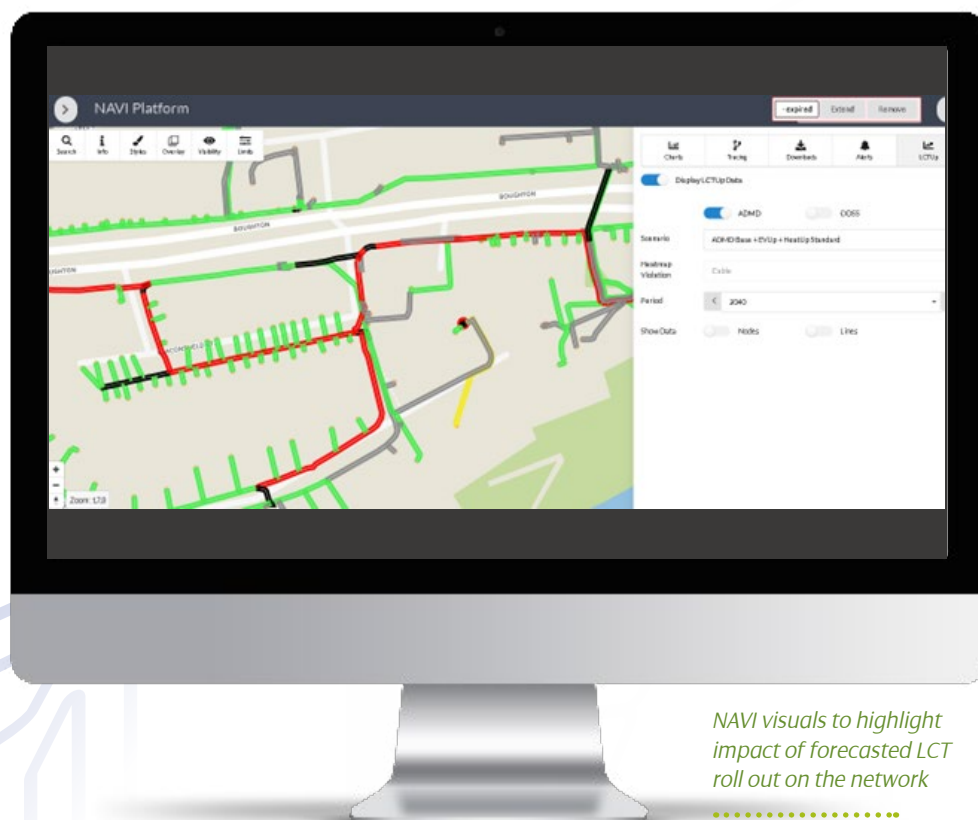 NAVI Platform
- expired Extend Remove
Search Info Styles Overlay Visibility Limits
Charts Tracing Downloads Alerts LCTUp
Display LCTUp Data
ADMD
Scenario ADMD Base + EVUp + HeatUp Standard
Heatmap
Violation Cable
Period < 2040
Show Data Nodes Lines
BOUGHTON
BOUGHTON
+
-
Zoom: 17.9
NAVI visuals to highlight
impact of forecasted LCT
roll out on the network